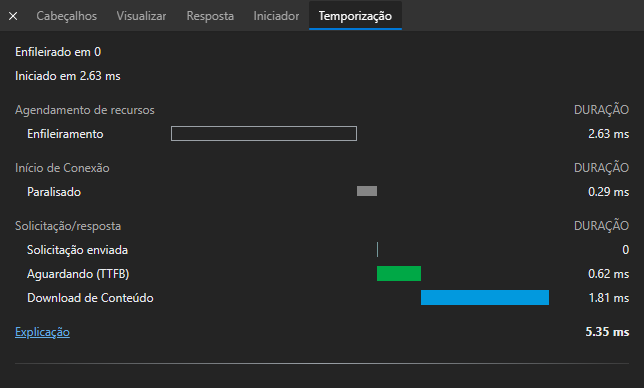 ✕ Cabeçalhos Visualizar Resposta Iniciador Temporização
Enfileirado em 0
Iniciado em 2.63 ms
Agendamento de recursos DURAÇÃO
Enfileiramento 2.63 ms
Início de Conexão DURAÇÃO
Paralisado 0.29 ms
Solicitação/resposta DURAÇÃO
Solicitação enviada 0
Aguardando (TTFB) 0.62 ms
Download de Conteúdo 1.81 ms
Explicação 5.35 ms